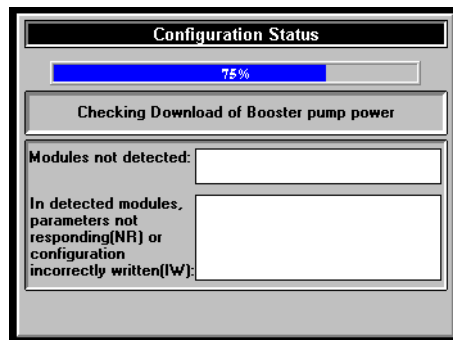 Configuration Status
75%
Checking Download of Booster pump power
Modules not detected:
In detected modules,
parameters not
responding(NR) or
configuration
incorrectly written(IW):